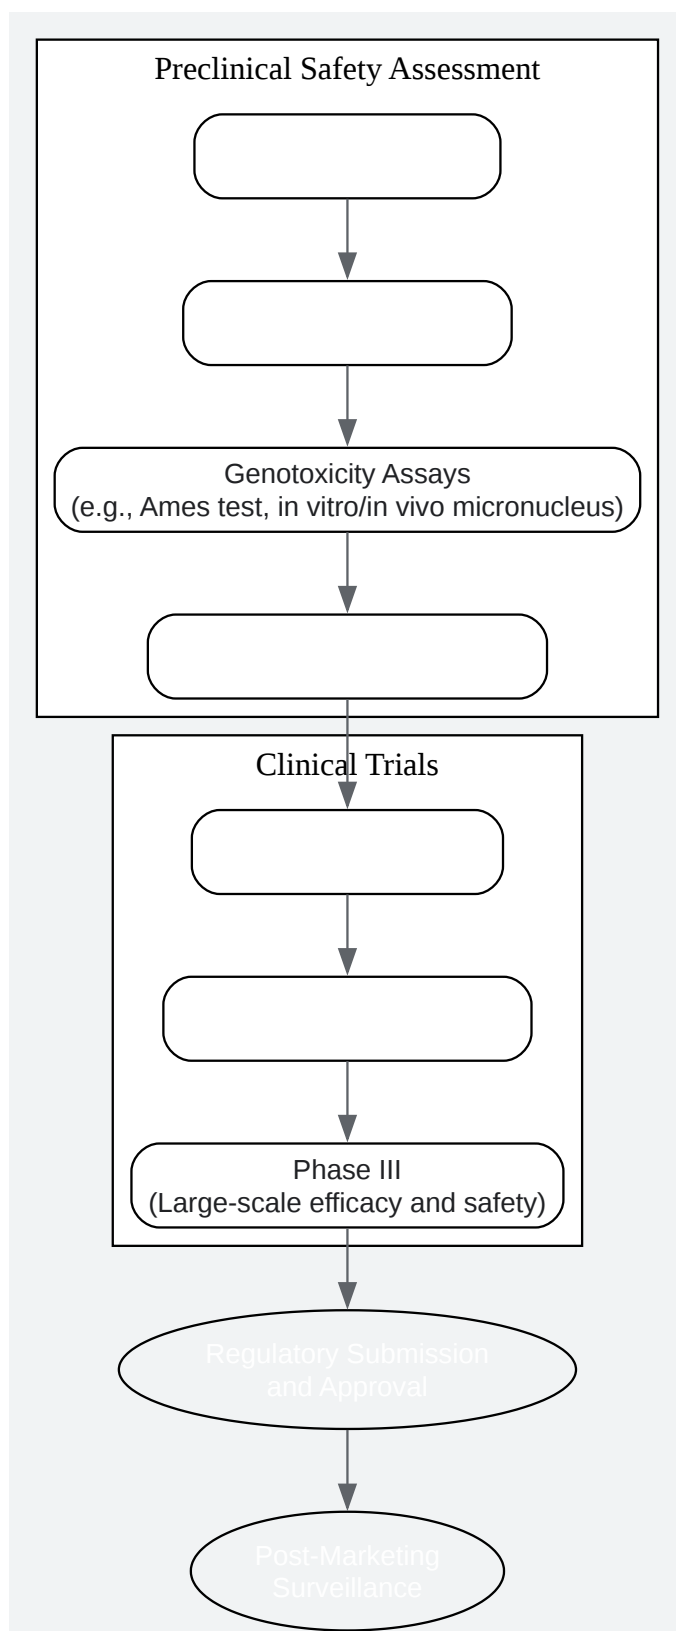 Preclinical Safety Assessment
Genotoxicity Assays
(e.g., Ames test, in vitro/in vivo micronucleus)
Clinical Trials
Phase III
(Large-scale efficacy and safety)
Regulatory Submission
and Approval
Post-Marketing
Surveillance